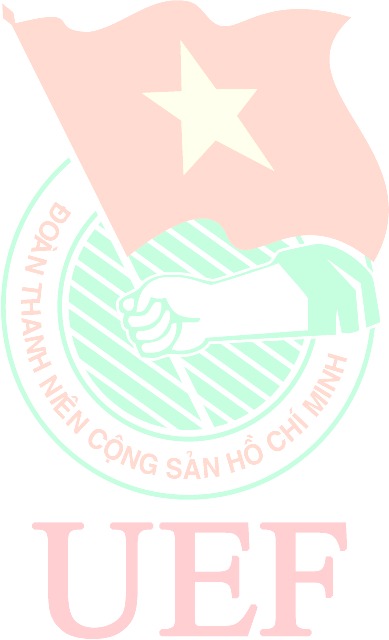 ĐOÀN THANH NIÊN CỘNG SẢN HỒ CHÍ MINH
UEF